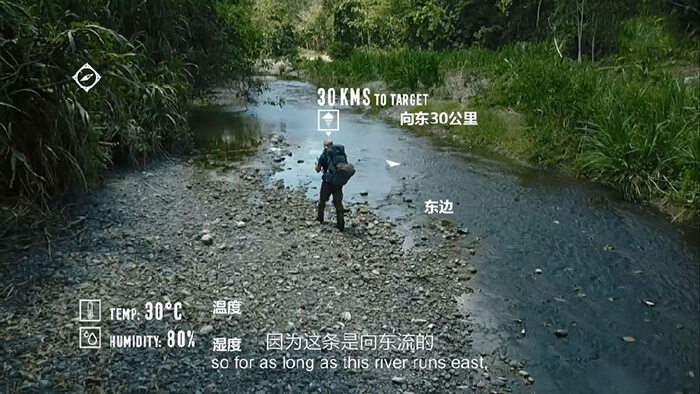 30 KMS TO TARGET
向东30公里
东边
TEMP: 30°C
温度
HUMIDITY: 80%
湿度
因为这条是向东流的
so for as long as this river runs east,